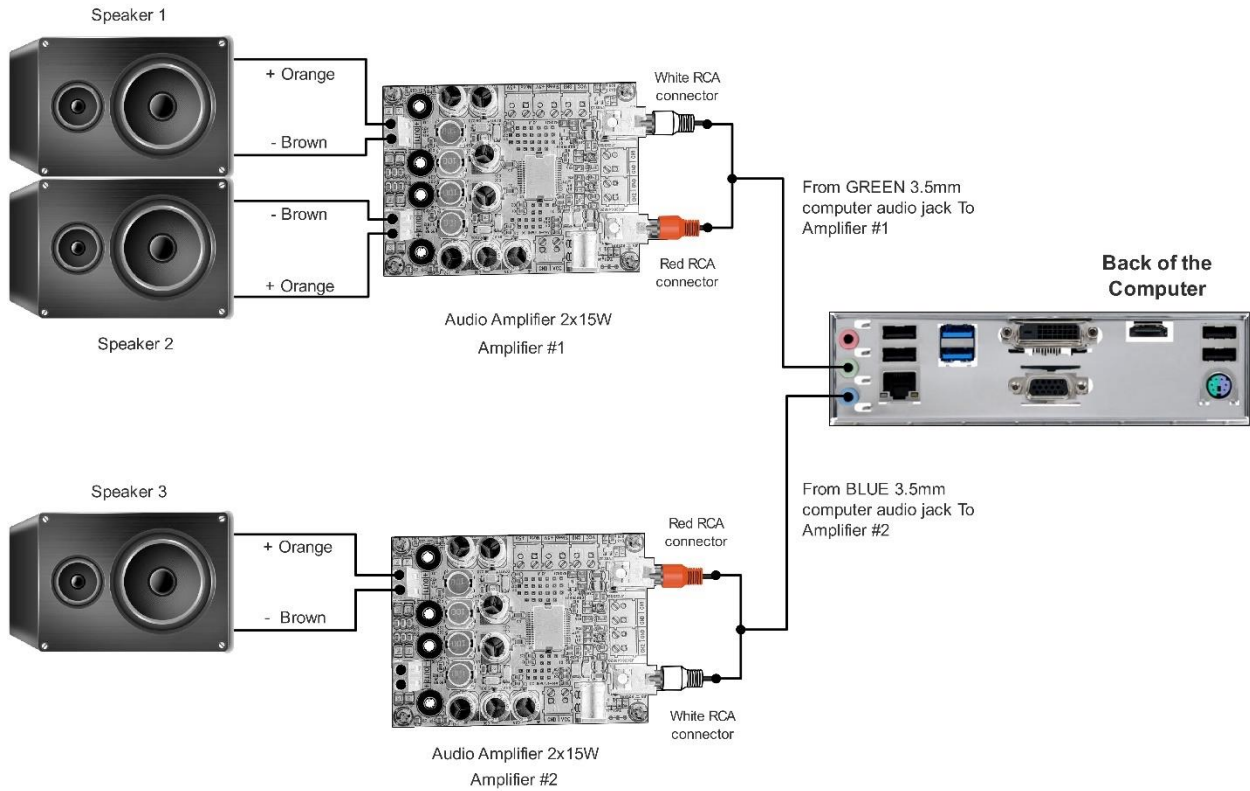 Speaker 1
+ Orange
- Brown
- Brown
+ Orange
Speaker 2
White RCA
connector
Red RCA
connector
Audio Amplifier 2x15W
Amplifier #1
From GREEN 3.5mm
computer audio jack To
Amplifier #1
Back of the
Computer
Speaker 3
+ Orange
- Brown
Red RCA
connector
White RCA
connector
Audio Amplifier 2x15W
Amplifier #2
From BLUE 3.5mm
computer audio jack To
Amplifier #2